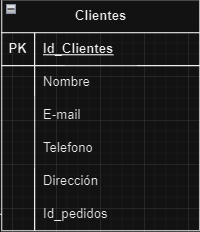 Clientes
PK Id_Clientes
Nombre
E-mail
Telefono
Dirección
Id_pedidos